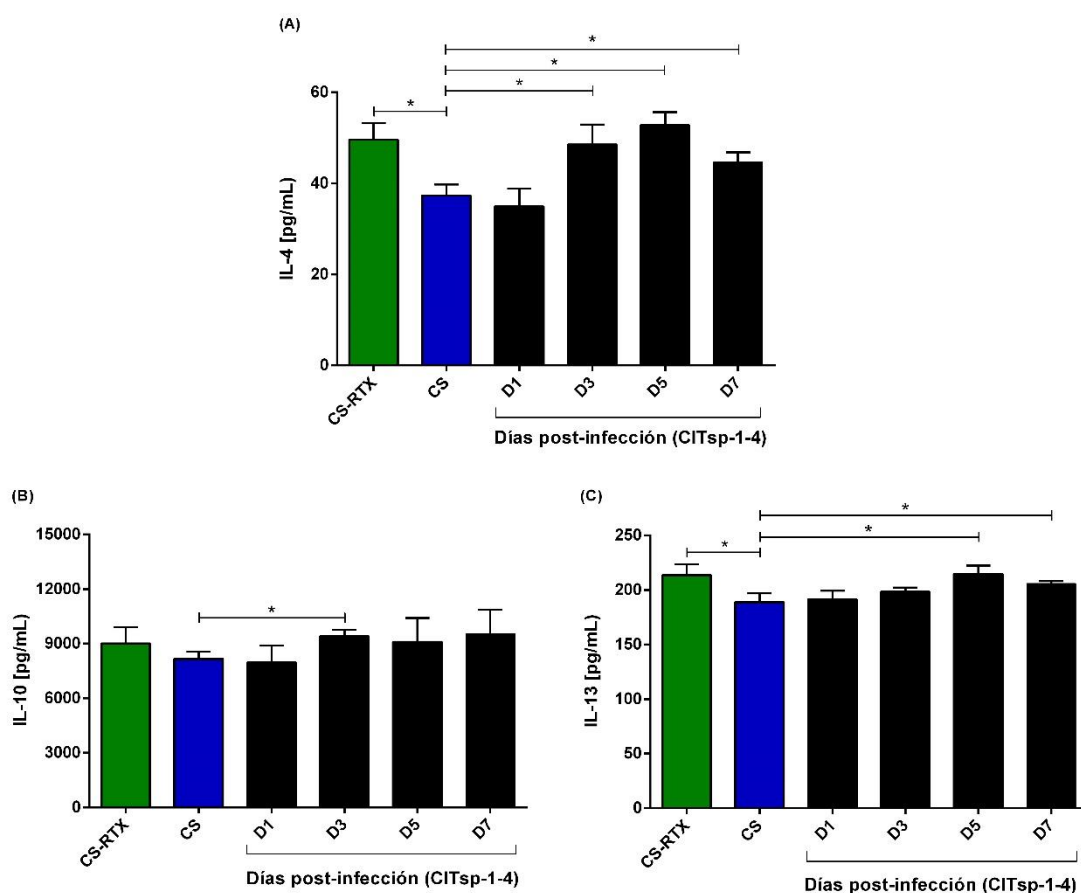 (A)
*
*
*
*
60
40
20
0
IL-4 [pg/mL]
CS-RTX
CS
D1
D3
D5
D7
Días post-infección (CITsp-1-4)
(B)
*
15000
12000
9000
6000
3000
0
IL-10 [pg/mL]
CS-RTX
CS
D1
D3
D5
D7
Días post-infección (CITsp-1-4)
(C)
*
*
*
250
200
150
100
50
0
IL-13 [pg/mL]
CS-RTX
CS
D1
D3
D5
D7
Días post-infección (CITsp-1-4)